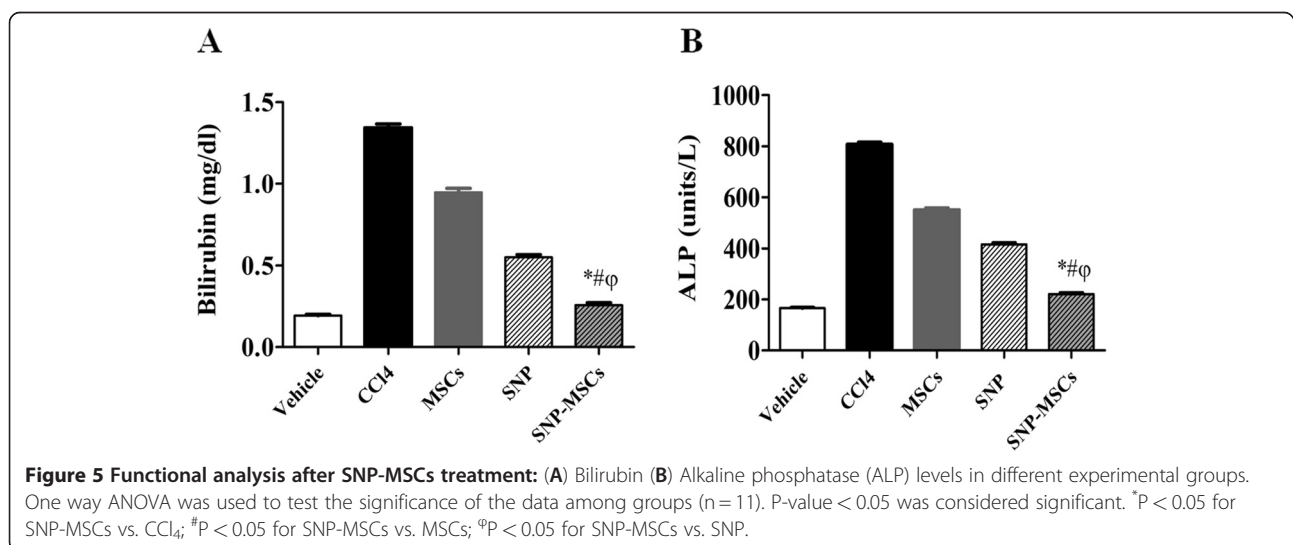 A
B
Bilirubin (mg/dl)
1.5
1.0
0.5
0.0
*#φ
Vehicle
CCl4
MSCs
SNP
SNP-MSCs
ALP (units/L)
1000
800
600
400
200
0
*#φ
Vehicle
CCl4
MSCs
SNP
SNP-MSCs
Figure 5 Functional analysis after SNP-MSCs treatment: (A) Bilirubin (B) Alkaline phosphatase (ALP) levels in different experimental groups.
One way ANOVA was used to test the significance of the data among groups (n = 11). P-value < 0.05 was considered significant. *P < 0.05 for
SNP-MSCs vs. CCl₄; #P < 0.05 for SNP-MSCs vs. MSCs; φP < 0.05 for SNP-MSCs vs. SNP.